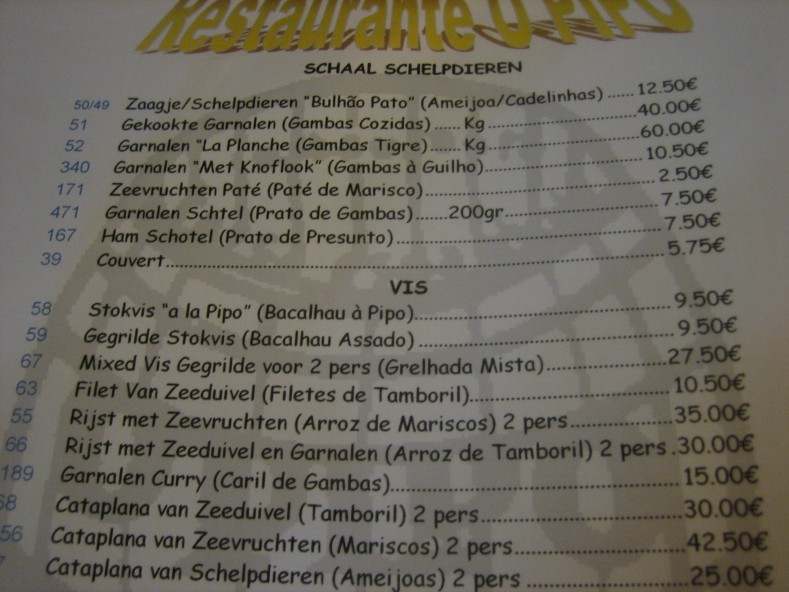 Restaurante O PIPO
SCHAAL SCHELPDIEREN
50/49 Zaagje/Schelpdieren "Bulhão Pato" (Ameijoa/Cadelinhas) ...... 12.50€
51 Gekookte Garnalen (Gambas Cozidas) ...... Kg ........................ 40.00€
52 Garnalen "La Planche (Gambas Tigre) ....... Kg ........................ 60.00€
340 Garnalen "Met Knoflook" (Gambas à Guilho)........................ 10.50€
171 Zeevruchten Paté (Paté de Marisco)........................ 2.50€
471 Garnalen Schtel (Prato de Gambas).......200gr........................ 7.50€
167 Ham Schotel (Prato de Presunto)........................ 7.50€
39 Couvert........................ 5.75€
VIS
58 Stokvis "a la Pipo" (Bacalhau à Pipo)........................ 9.50€
59 Gegrilde Stokvis (Bacalhau Assado) ........................ 9.50€
67 Mixed Vis Gegrilde voor 2 pers (Grelhada Mista)........................27.50€
63 Filet Van Zeeduivel (Filetes de Tamboril)........................ 10.50€
55 Rijst met Zeevruchten (Arroz de Mariscos) 2 pers................35.00€
66 Rijst met Zeeduivel en Garnalen (Arroz de Tamboril) 2 pers .30.00€
189 Garnalen Curry (Caril de Gambas)........................ 15.00€
68 Cataplana van Zeeduivel (Tamboril) 2 pers........................30.00€
56 Cataplana van Zeevruchten (Mariscos) 2 pers........................42.50€
Cataplana van Schelpdieren (Ameijoas) 2 pers ........................25.00€